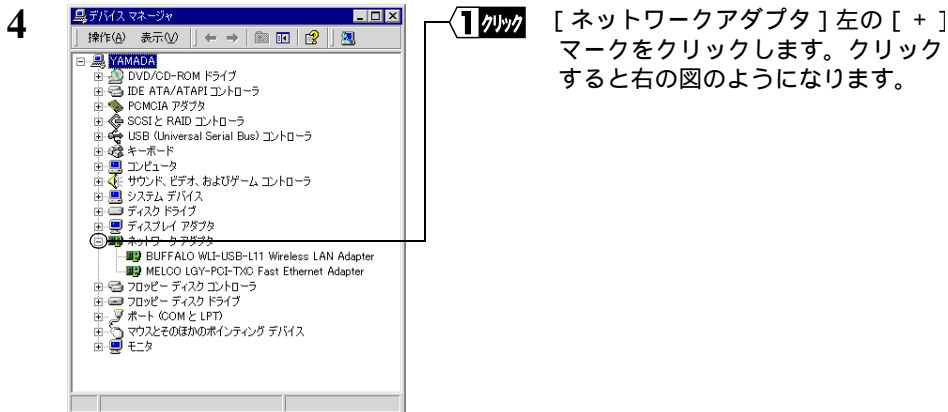 4
デバイス マネージャ
操作(A) 表示(V)
YAMADA
DVD/CD-ROM ドライブ
IDE ATA/ATAPI コントローラ
PCMCIA アダプタ
SCSI と RAID コントローラ
USB (Universal Serial Bus) コントローラ
キーボード
コンピュータ
サウンド、ビデオ、およびゲーム コントローラ
システム デバイス
ディスク ドライブ
ディスプレイ アダプタ
ネットワーク アダプタ
BUFFALO WLI-USB-L11 Wireless LAN Adapter
MELCO LGY-PCI-TXC Fast Ethernet Adapter
フロッピー ディスク コントローラ
フロッピー ディスク ドライブ
ポート (COM と LPT)
マウスとそのほかのポインティング デバイス
モニタ
1 クリック
［ネットワークアダプタ］左の［+］
マークをクリックします。クリック
すると右の図のようになります。